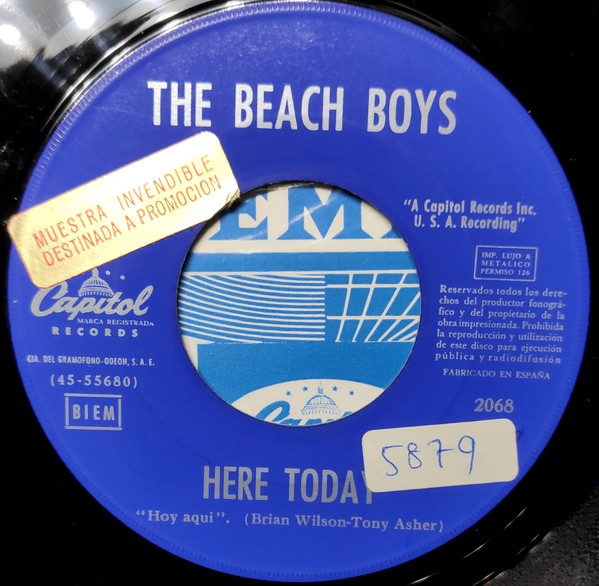 THE BEACH BOYS
MUESTRA INVENDIBLE
DESTINADA A PROMOCION
"A Capitol Records Inc.
U. S. A. Recording"
IMP. LUJO A
METALICO
PERMISO 126
Capitol
MARCA REGISTRADA
RECORDS
Reservados todos los dere-
chos del productor fonográ-
fico y del propietario de la
obra impresionada. Prohibida
la reproducción y utilización
de este disco para ejecución
pública y radiodifusión
CIA. DEL GRAMOFONO-ODEON, S. A. E.
(45-55680)
BIEM
FABRICADO EN ESPAÑA
2068
EM
Capitol
5879
HERE TODAY
"Hoy aqui". (Brian Wilson-Tony Asher)